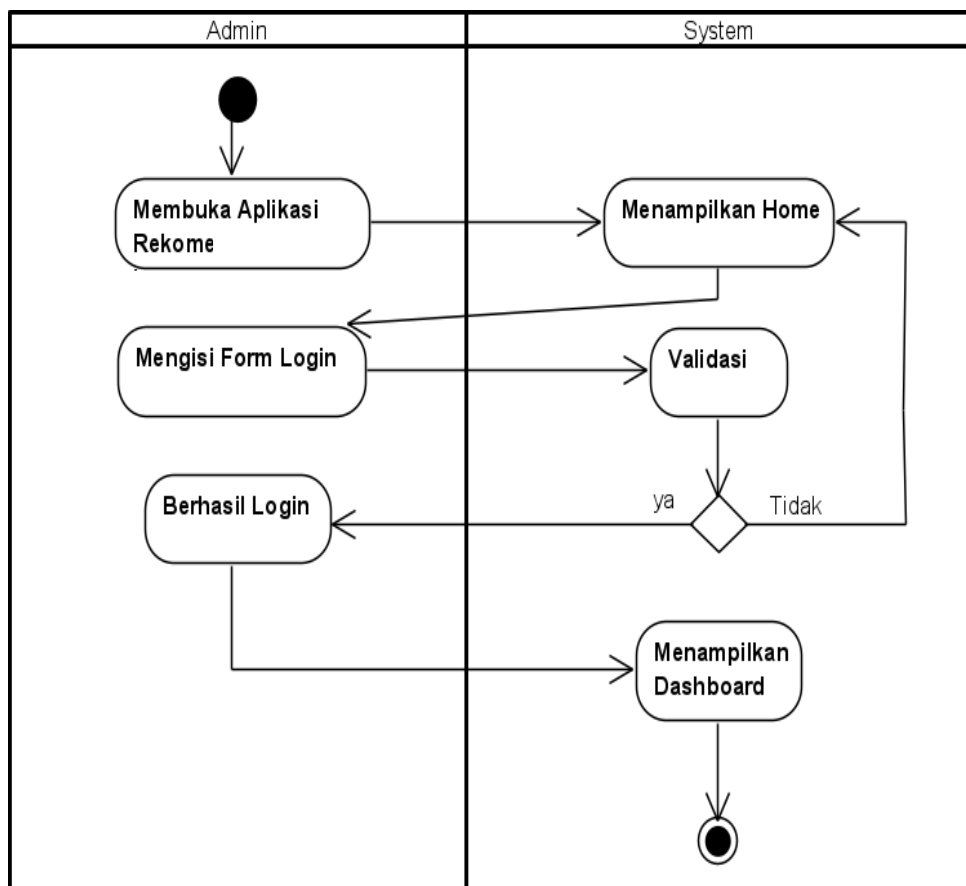 Admin
System
Membuka Aplikasi
Rekome
Menampilkan Home
Mengisi Form Login
Validasi
Berhasil Login
ya
Tidak
Menampilkan
Dashboard